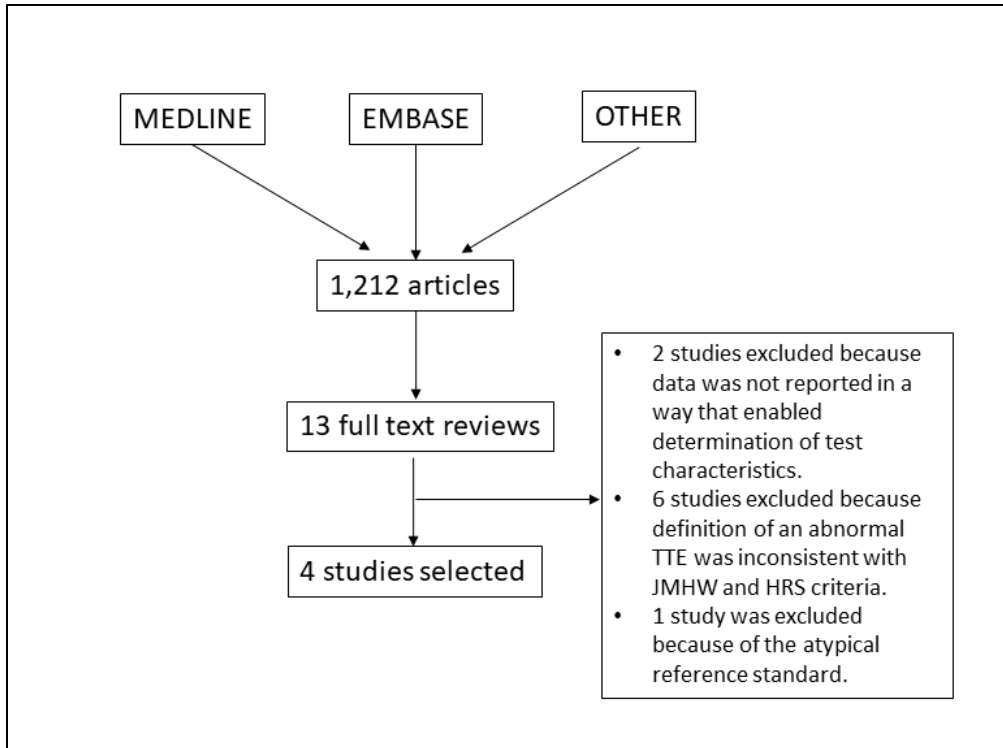 MEDLINE
EMBASE
OTHER
1,212 articles
13 full text reviews
4 studies selected
• 2 studies excluded because
data was not reported in a
way that enabled
determination of test
characteristics.
• 6 studies excluded because
definition of an abnormal
TTE was inconsistent with
JMHW and HRS criteria.
• 1 study was excluded
because of the atypical
reference standard.